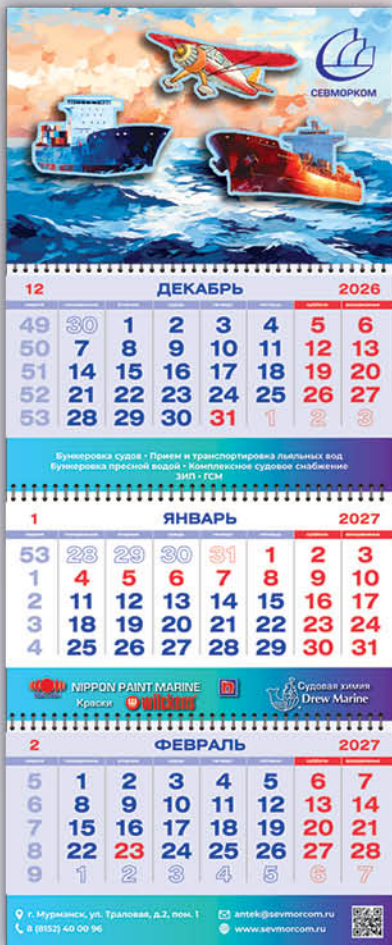 СЕВМОРКОМ
12 ДЕКАБРЬ 2026
49 30 1 2 3 4 5 6
50 7 8 9 10 11 12 13
51 14 15 16 17 18 19 20
52 21 22 23 24 25 26 27
53 28 29 30 31 1 2 3
Бункеровка судов • Прием и транспортировка льяльных вод
Бункеровка пресной водой • Комплексное судовое снабжение
ЗИП • ГСМ
1 ЯНВАРЬ 2027
53 28 29 30 31 1 2 3
1 4 5 6 7 8 9 10
2 11 12 13 14 15 16 17
3 18 19 20 21 22 23 24
4 25 26 27 28 29 30 31
NIPPON PAINT MARINE
Краски wilckens
Судовая химия
Drew Marine
2 ФЕВРАЛЬ 2027
5 1 2 3 4 5 6 7
6 8 9 10 11 12 13 14
7 15 16 17 18 19 20 21
8 22 23 24 25 26 27 28
9 1 2 3 4 5 6 7
г. Мурманск, ул. Траловая, д.2, пом. 1
8 (8152) 40 00 96
antek@sevmorcom.ru
www.sevmorcom.ru